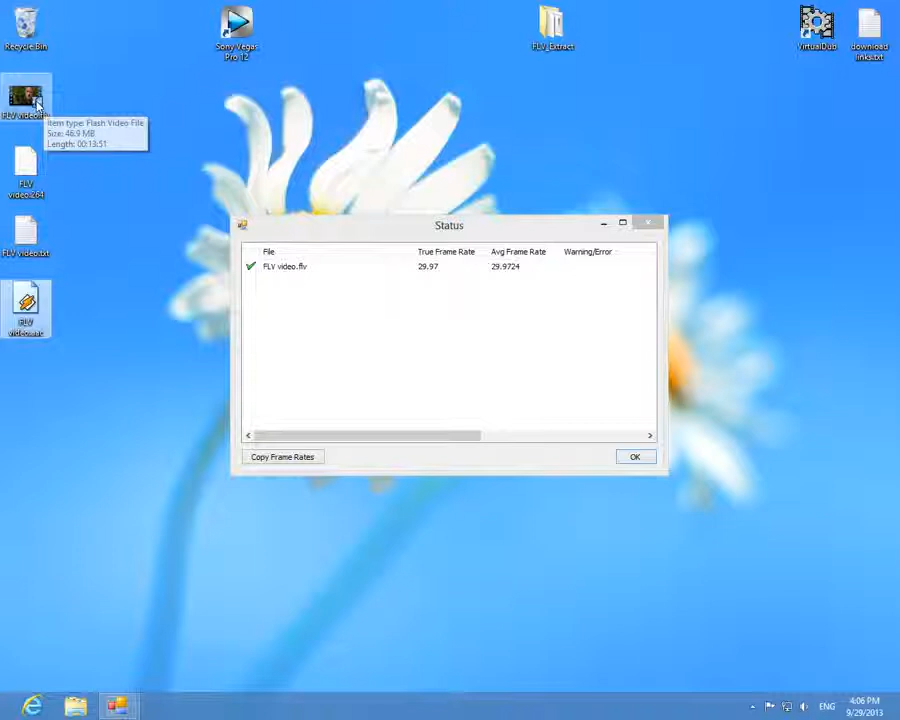 Recycle Bin
Sony Vegas
Pro 12
FLV_Extract
VirtualDub
download
links.txt
FLV video.flv
Item type: Flash Video File
Size: 46.9 MB
Length: 00:13:51
FLV
video.264
FLV video.txt
FLV
video.aac
Status
File True Frame Rate Avg Frame Rate Warning/Error
FLV video.flv 29.97 29.9724
Copy Frame Rates
OK
ENG
4:06 PM
9/29/2013